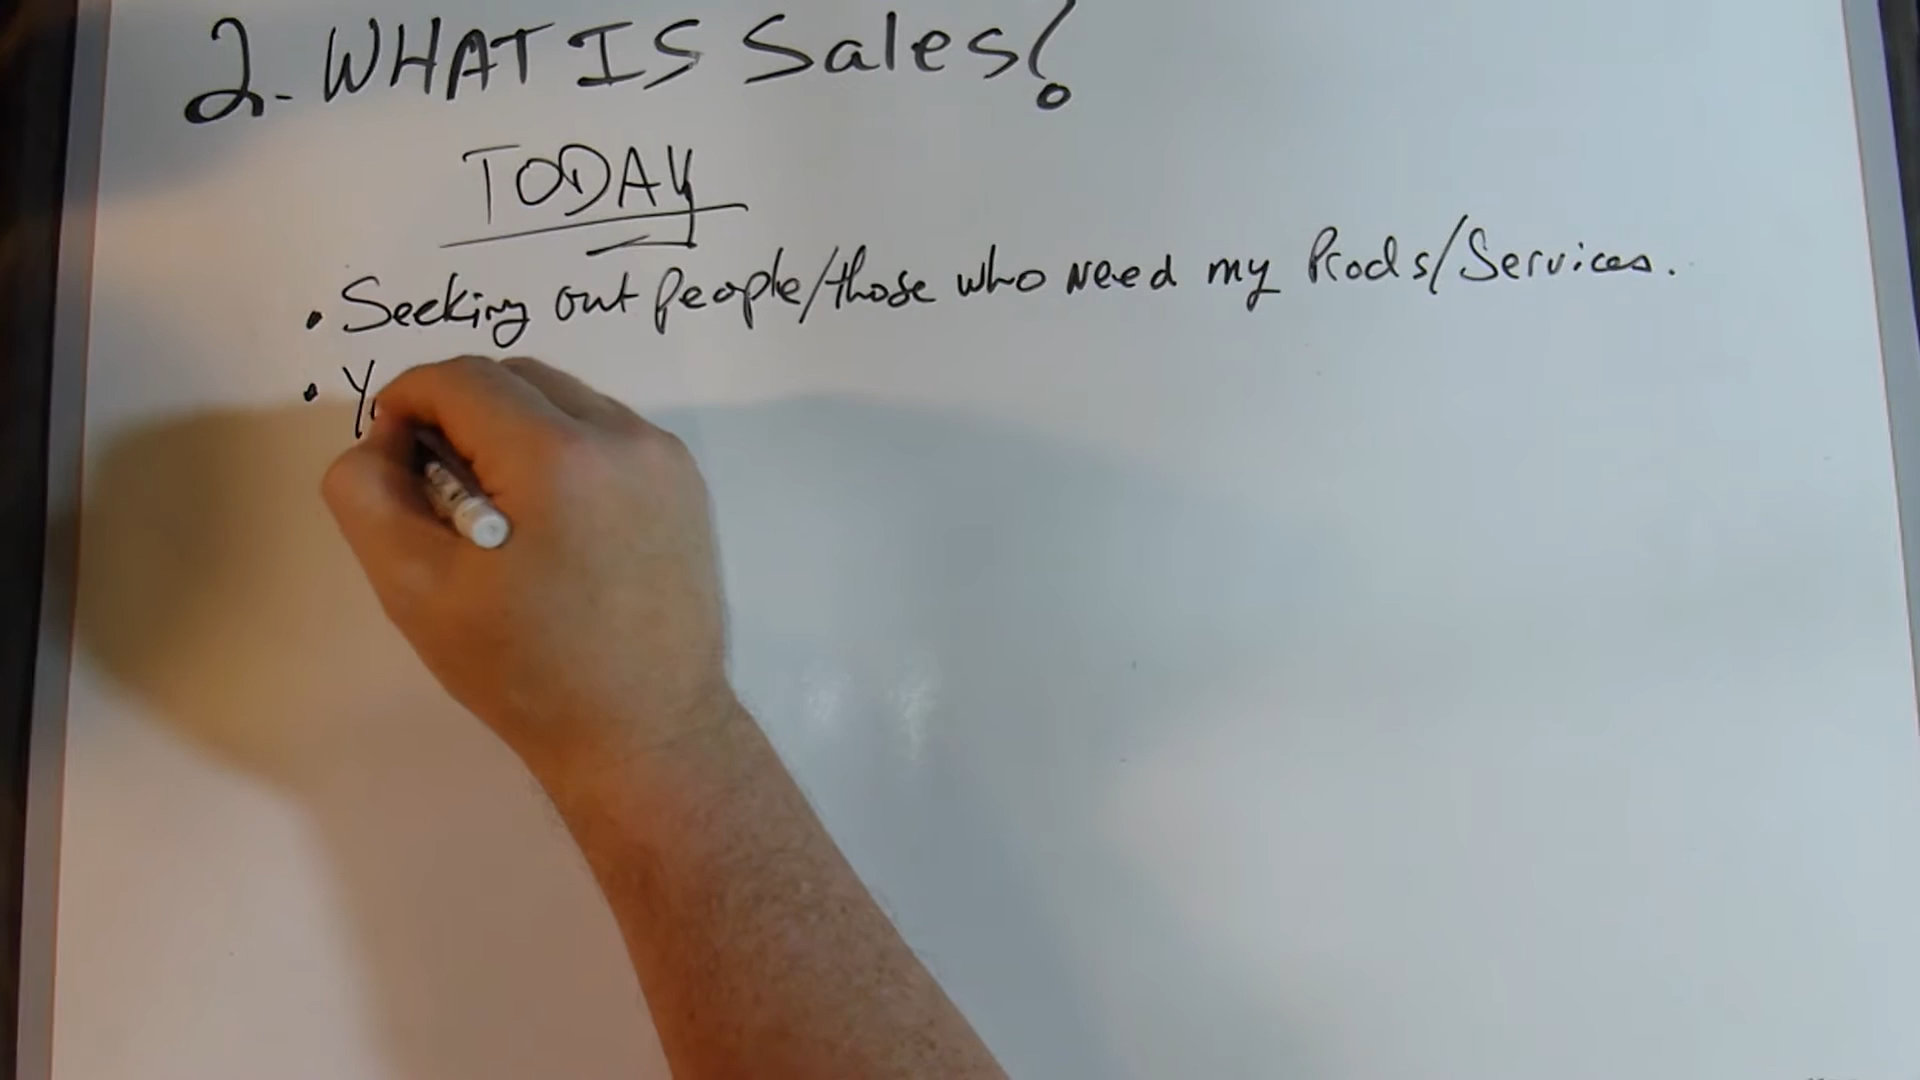 2. WHAT IS Sales?
TODAY
• Seeking out people/those who need my Prods/Services.
• Y